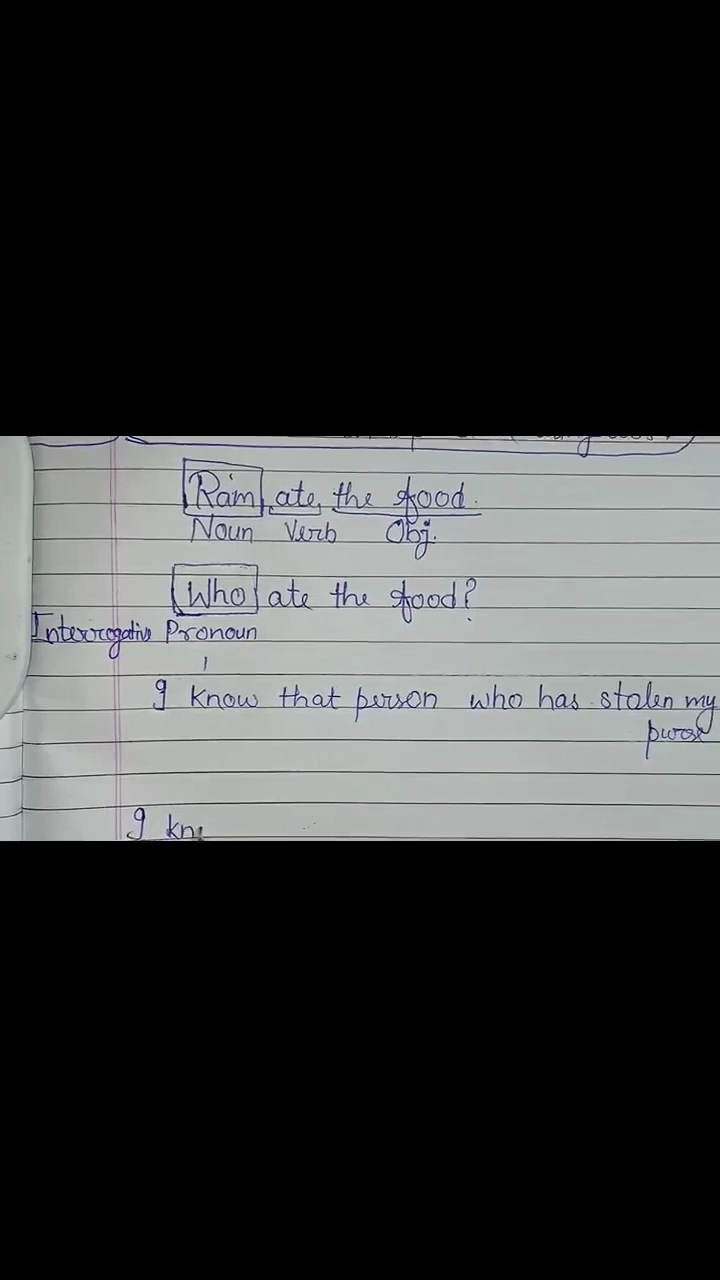 Ram ate the food.
Noun Verb Obj.
Who ate the food?
Interrogative Pronoun
I know that person who has stolen my
purse
I kn